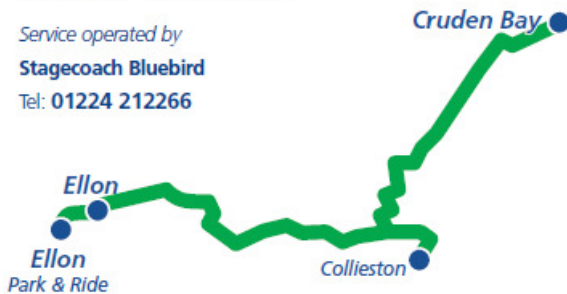 Service operated by
Stagecoach Bluebird
Tel: 01224 212266
Cruden Bay
Ellon
Ellon
Park & Ride
Collieston